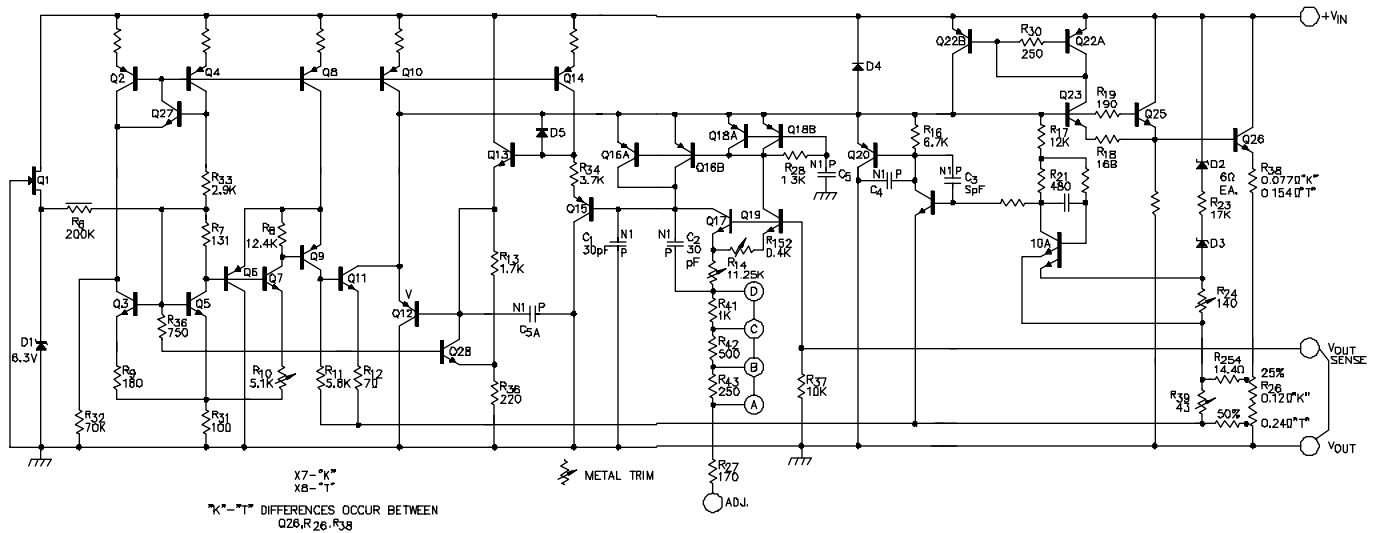 +VIN
Q2
Q4
Q8
Q10
Q14
Q22B
R30
250
Q22A
D4
Q27
Q23
R19
190
Q25
Q1
R33
2.9K
Q13
D5
Q16A
Q16B
Q18A
Q18B
R28
1.3K
N1 P
C5
Q20
R16
6.7K
N1 P
C4
N1 P
C3
5pF
R17
12K
R18
168
Q26
R21
480
D2
6Ω
EA.
R23
17K
D3
R38
0.077Ω"K"
0.154Ω"T"
R34
3.7K
Q15
R6
200K
R7
131
R8
12.4K
Q6
Q7
Q9
Q11
Q17
Q19
R152
0.4K
C1
30pF
N1
P
N1
P
C2
30
pF
R14
11.25K
10A
R13
1.7K
V
Q12
N1 P
C5A
D
R41
1K
C
R42
500
B
R43
250
A
R24
140
Q3
Q5
R36
750
D1
6.3V
Q28
R9
180
R10
5.1K
R11
5.8K
R12
70
R36
220
R37
10K
VOUT
SENSE
R254
14.4Ω
25%
R26
0.12Ω"K"
R39
43
50%
0.24Ω"T"
R32
70K
R31
100
VOUT
R27
170
ADJ.
METAL TRIM
X7-"K"
X8-"T"
"K"-"T" DIFFERENCES OCCUR BETWEEN
Q26,R26.R38